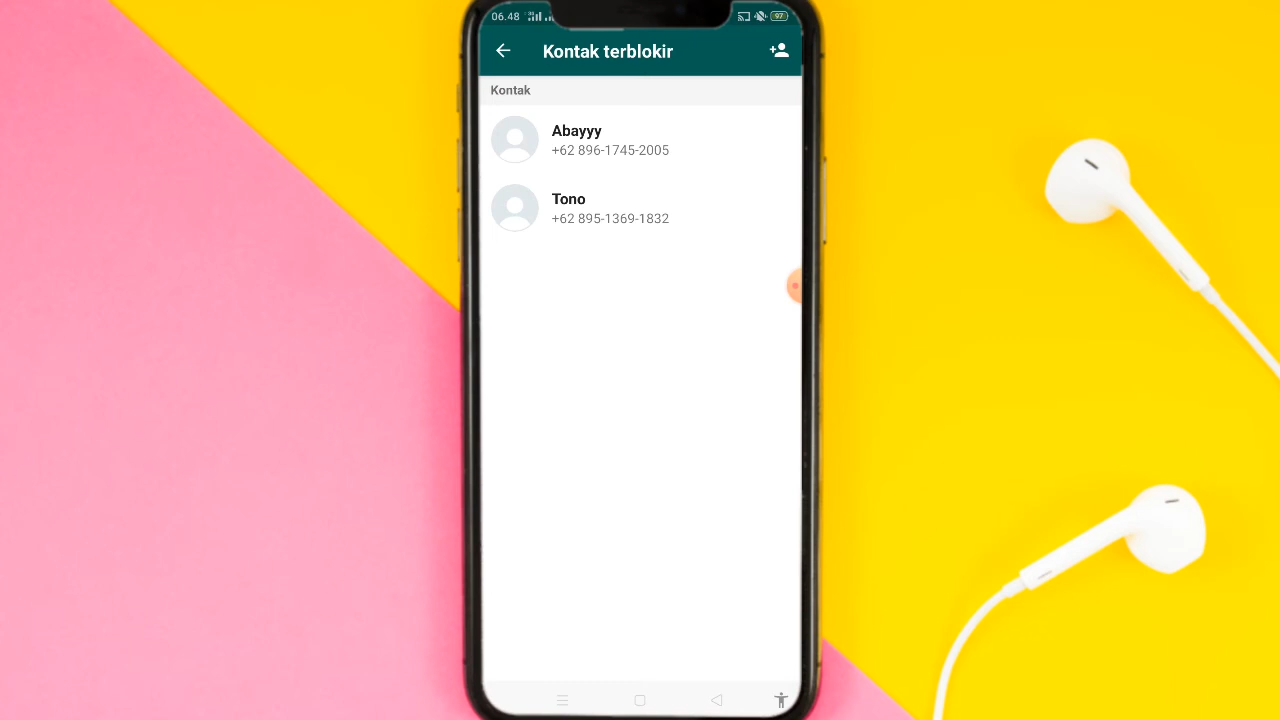 06.48
97
Kontak terblokir
Kontak
Abayyy
+62 896-1745-2005
Tono
+62 895-1369-1832